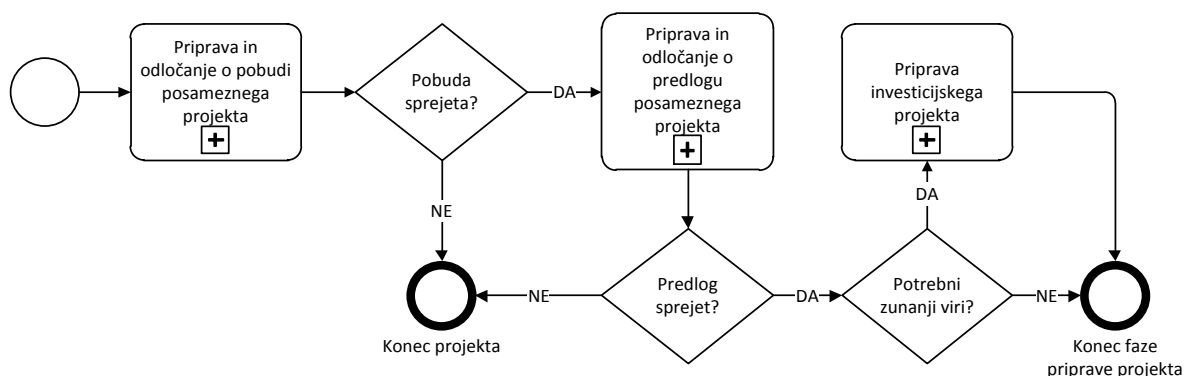 Priprava in
odločanje o pobudi
posameznega
projekta
Pobuda
sprejeta?
DA
Priprava in
odločanje o
predlogu
posameznega
projekta
Priprava
investicijskega
projekta
NE
DA
Konec projekta
NE
Predlog
sprejet?
DA
Potrebni
zunanji viri?
NE
Konec faze
priprave projekta